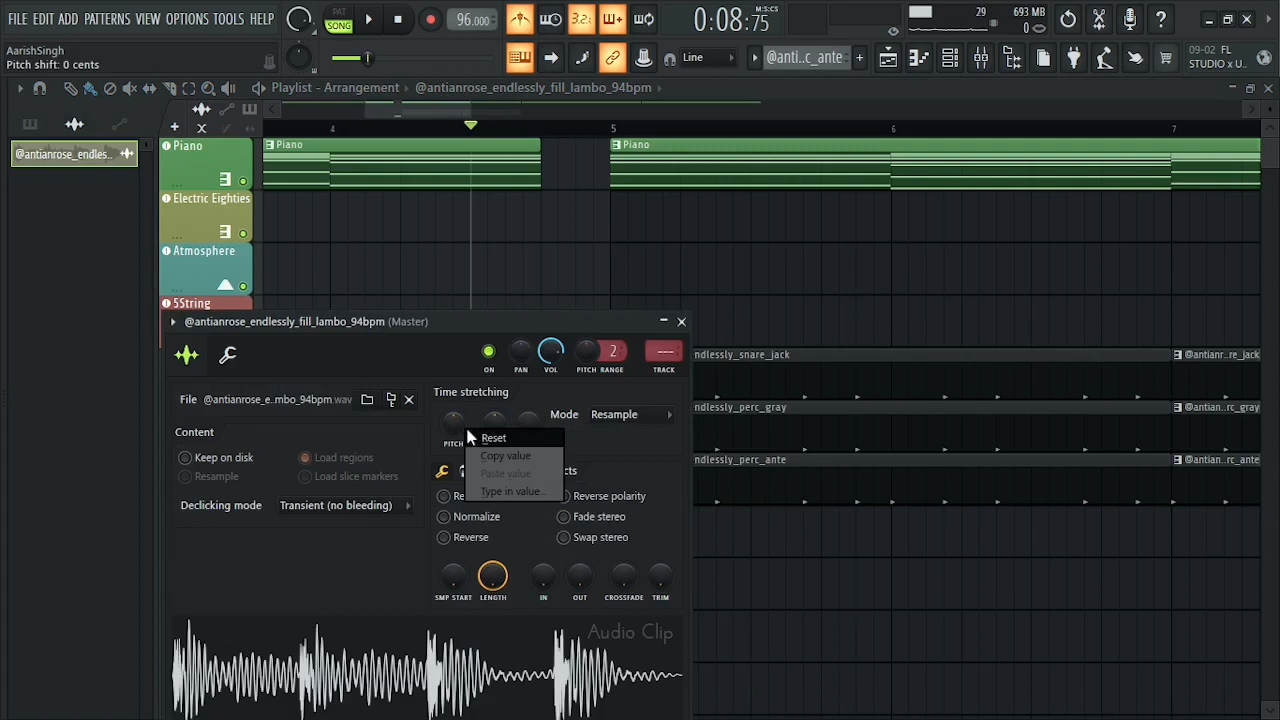 FILE EDIT ADD PATTERNS VIEW OPTIONS TOOLS HELP
PAT
SONG
96.000
3.2.
0:08:75
M:S:CS
29
693 MB
0
AarishSingh
Pitch shift: 0 cents
Line
@anti..c_ante
09-02 FL
STUDIO x U..
Playlist - Arrangement
@antianrose_endlessly_fill_lambo_94bpm
4
5
6
7
@antianrose_endles..
Piano
Piano
Piano
Electric Eighties
Atmosphere
5String
@antianrose_endlessly_fill_lambo_94bpm (Master)
ON
PAN
VOL
PITCH
2
RANGE
---
TRACK
File @antianrose_e..mbo_94bpm.wav
Content
Keep on disk
Load regions
Resample
Load slice markers
Declicking mode
Transient (no bleeding)
Time stretching
Mode
Resample
Reset
Copy value
Paste value
Type in value...
Reverse polarity
Normalize
Fade stereo
Reverse
Swap stereo
SMP START
LENGTH
IN
OUT
CROSSFADE
TRIM
Audio Clip
ndlessly_snare_jack
@antianr..re_jack
ndlessly_perc_gray
@antian..rc_gray
ndlessly_perc_ante
@antian..rc_ante